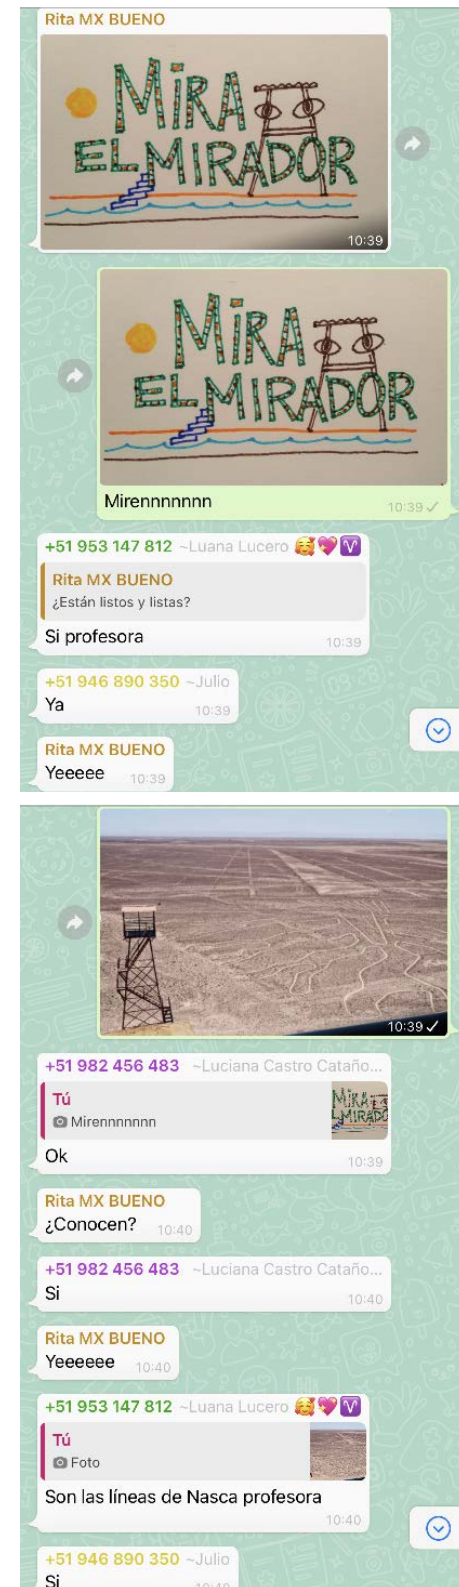 Rita MX BUENO
MiRA
EL MIRADOR
10:39
MiRA
EL MIRADOR
Mirennnnnnn
10:39
+51 953 147 812 ~Luana Lucero 🥰💖♈
Rita MX BUENO
¿Están listos y listas?
Si profesora
10:39
+51 946 890 350 ~Julio
Ya
10:39
Rita MX BUENO
Yeeeee
10:39
10:39
+51 982 456 483 ~Luciana Castro Cataño...
Tú
Mirennnnnnn
MiRA
MIRADO
Ok
10:39
Rita MX BUENO
¿Conocen?
10:40
+51 982 456 483 ~Luciana Castro Cataño...
Si
10:40
Rita MX BUENO
Yeeeeee
10:40
+51 953 147 812 ~Luana Lucero 🥰💖♈
Tú
Foto
Son las líneas de Nasca profesora
10:40
+51 946 890 350 ~Julio
Si
10:40